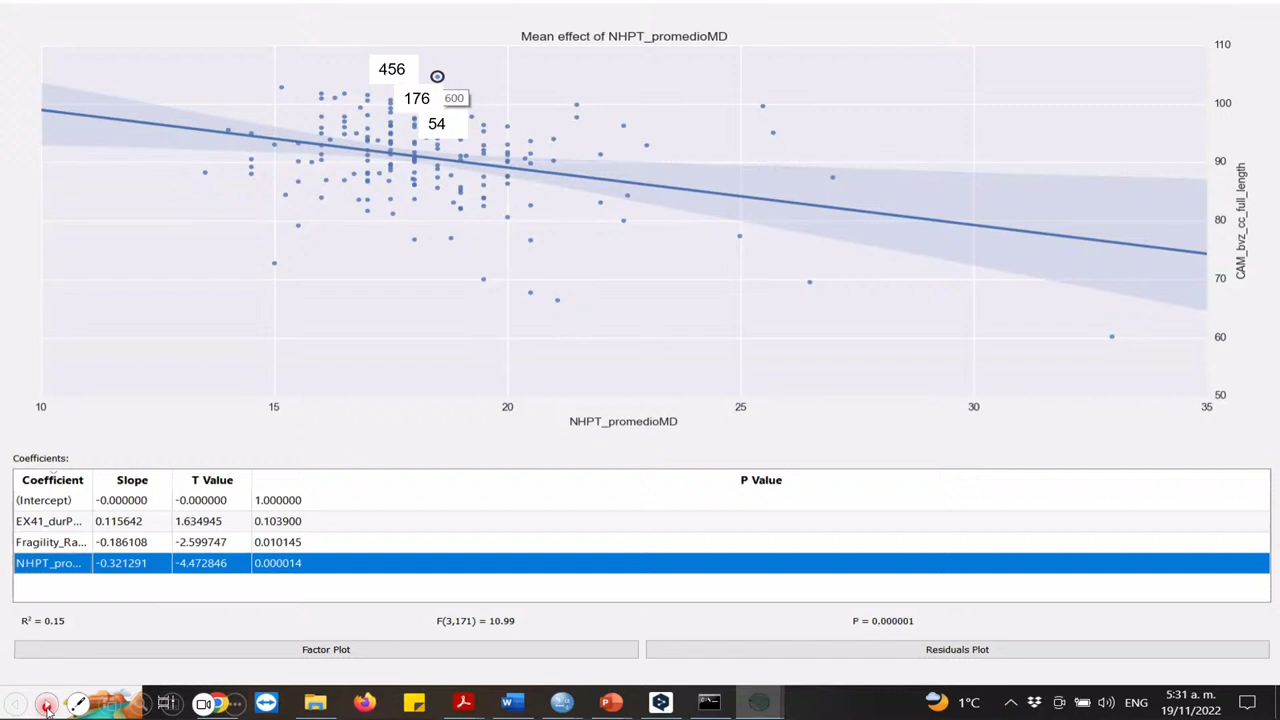 Mean effect of NHPT_promedioMD
110
456
176
600
100
54
90
80
70
60
50
10
15
20
25
30
35
CAM_bvz_cc_full_length
NHPT_promedioMD
Coefficients:
Coefficient Slope T Value P Value
(Intercept) -0.000000 -0.000000 1.000000
EX41_durP... 0.115642 1.634945 0.103900
Fragility_Ra... -0.186108 -2.599747 0.010145
NHPT_pro... -0.321291 -4.472846 0.000014
R² = 0.15 F(3,171) = 10.99 P = 0.000001
Factor Plot Residuals Plot
1°C ENG 5:31 a. m.
19/11/2022